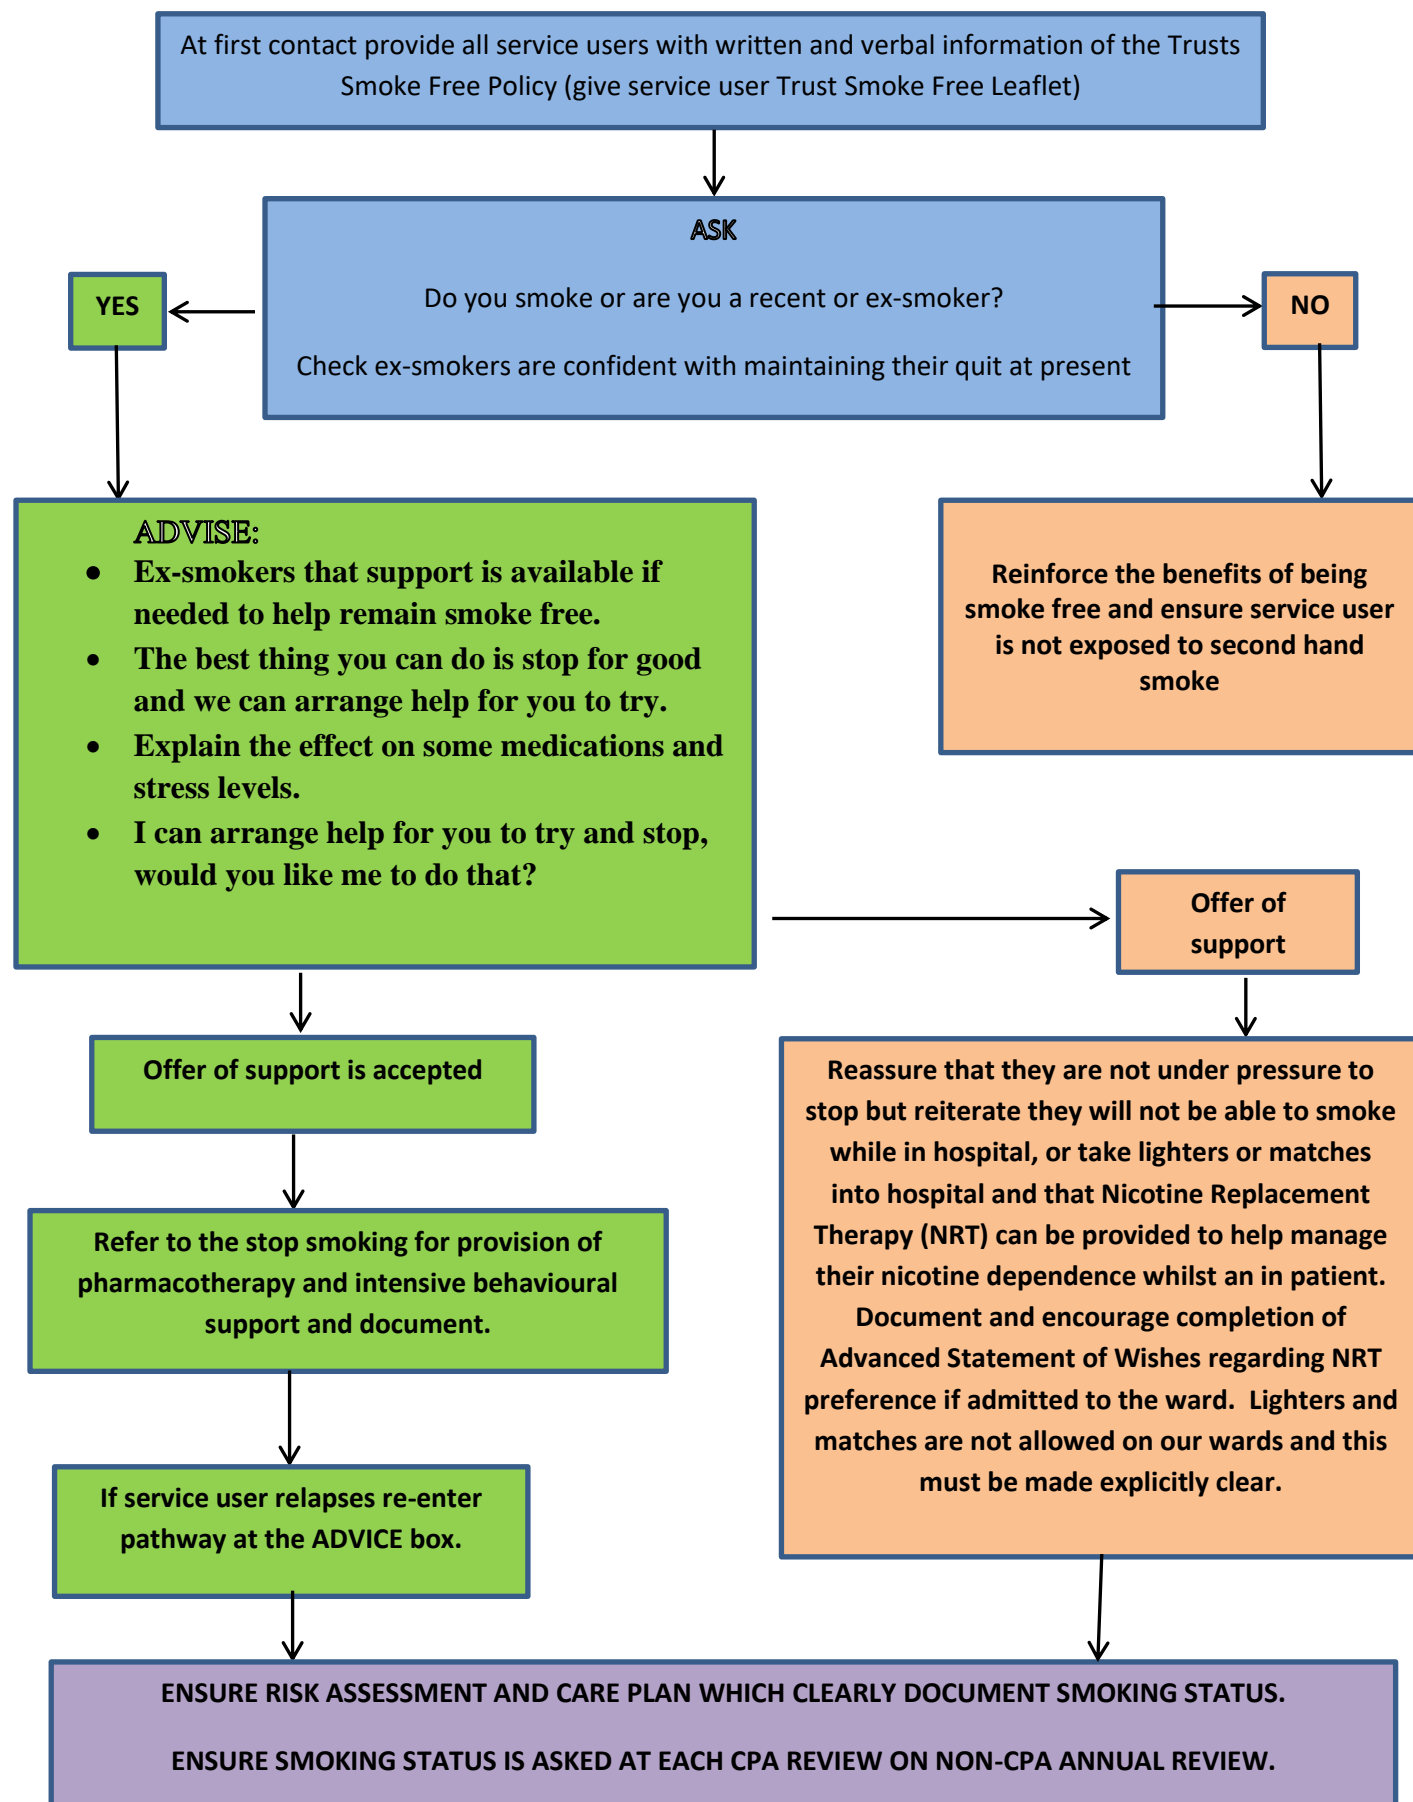 At first contact provide all service users with written and verbal information of the Trusts
Smoke Free Policy (give service user Trust Smoke Free Leaflet)
ASK
Do you smoke or are you a recent or ex-smoker?
Check ex-smokers are confident with maintaining their quit at present
YES
NO
ADVISE:
• Ex-smokers that support is available if
needed to help remain smoke free.
• The best thing you can do is stop for good
and we can arrange help for you to try.
• Explain the effect on some medications and
stress levels.
• I can arrange help for you to try and stop,
would you like me to do that?
Reinforce the benefits of being
smoke free and ensure service user
is not exposed to second hand
smoke
Offer of
support
Offer of support is accepted
Reassure that they are not under pressure to
stop but reiterate they will not be able to smoke
while in hospital, or take lighters or matches
into hospital and that Nicotine Replacement
Therapy (NRT) can be provided to help manage
their nicotine dependence whilst an in patient.
Document and encourage completion of
Advanced Statement of Wishes regarding NRT
preference if admitted to the ward.  Lighters and
matches are not allowed on our wards and this
must be made explicitly clear.
Refer to the stop smoking for provision of
pharmacotherapy and intensive behavioural
support and document.
If service user relapses re-enter
pathway at the ADVICE box.
ENSURE RISK ASSESSMENT AND CARE PLAN WHICH CLEARLY DOCUMENT SMOKING STATUS.
ENSURE SMOKING STATUS IS ASKED AT EACH CPA REVIEW ON NON-CPA ANNUAL REVIEW.